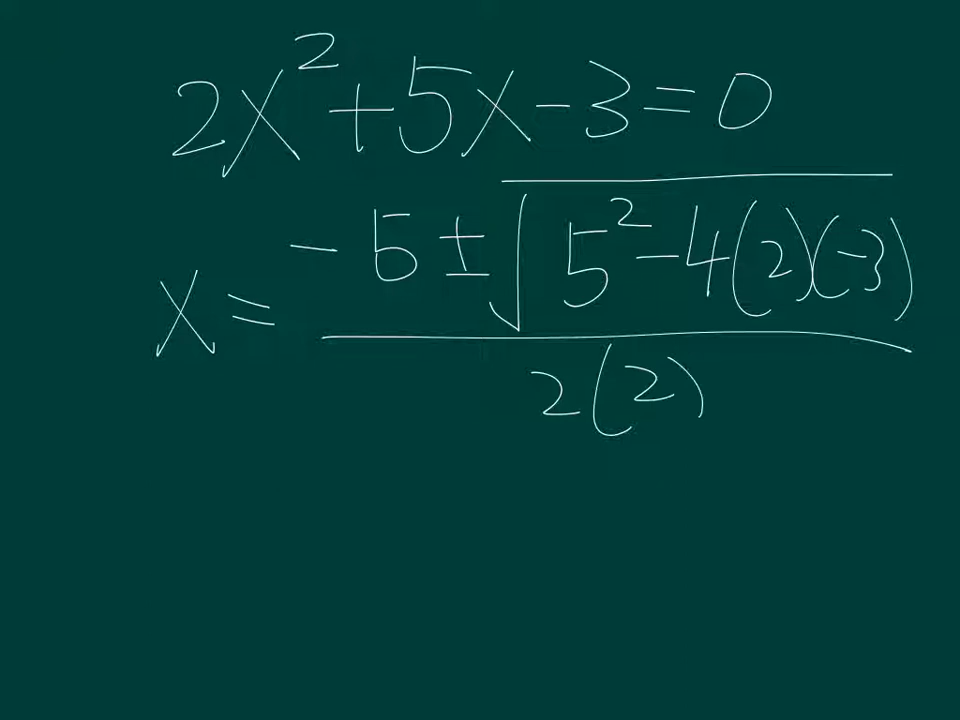 2x² + 5x - 3 = 0
x = (-5 ± √(5² - 4(2)(-3))) / 2(2)